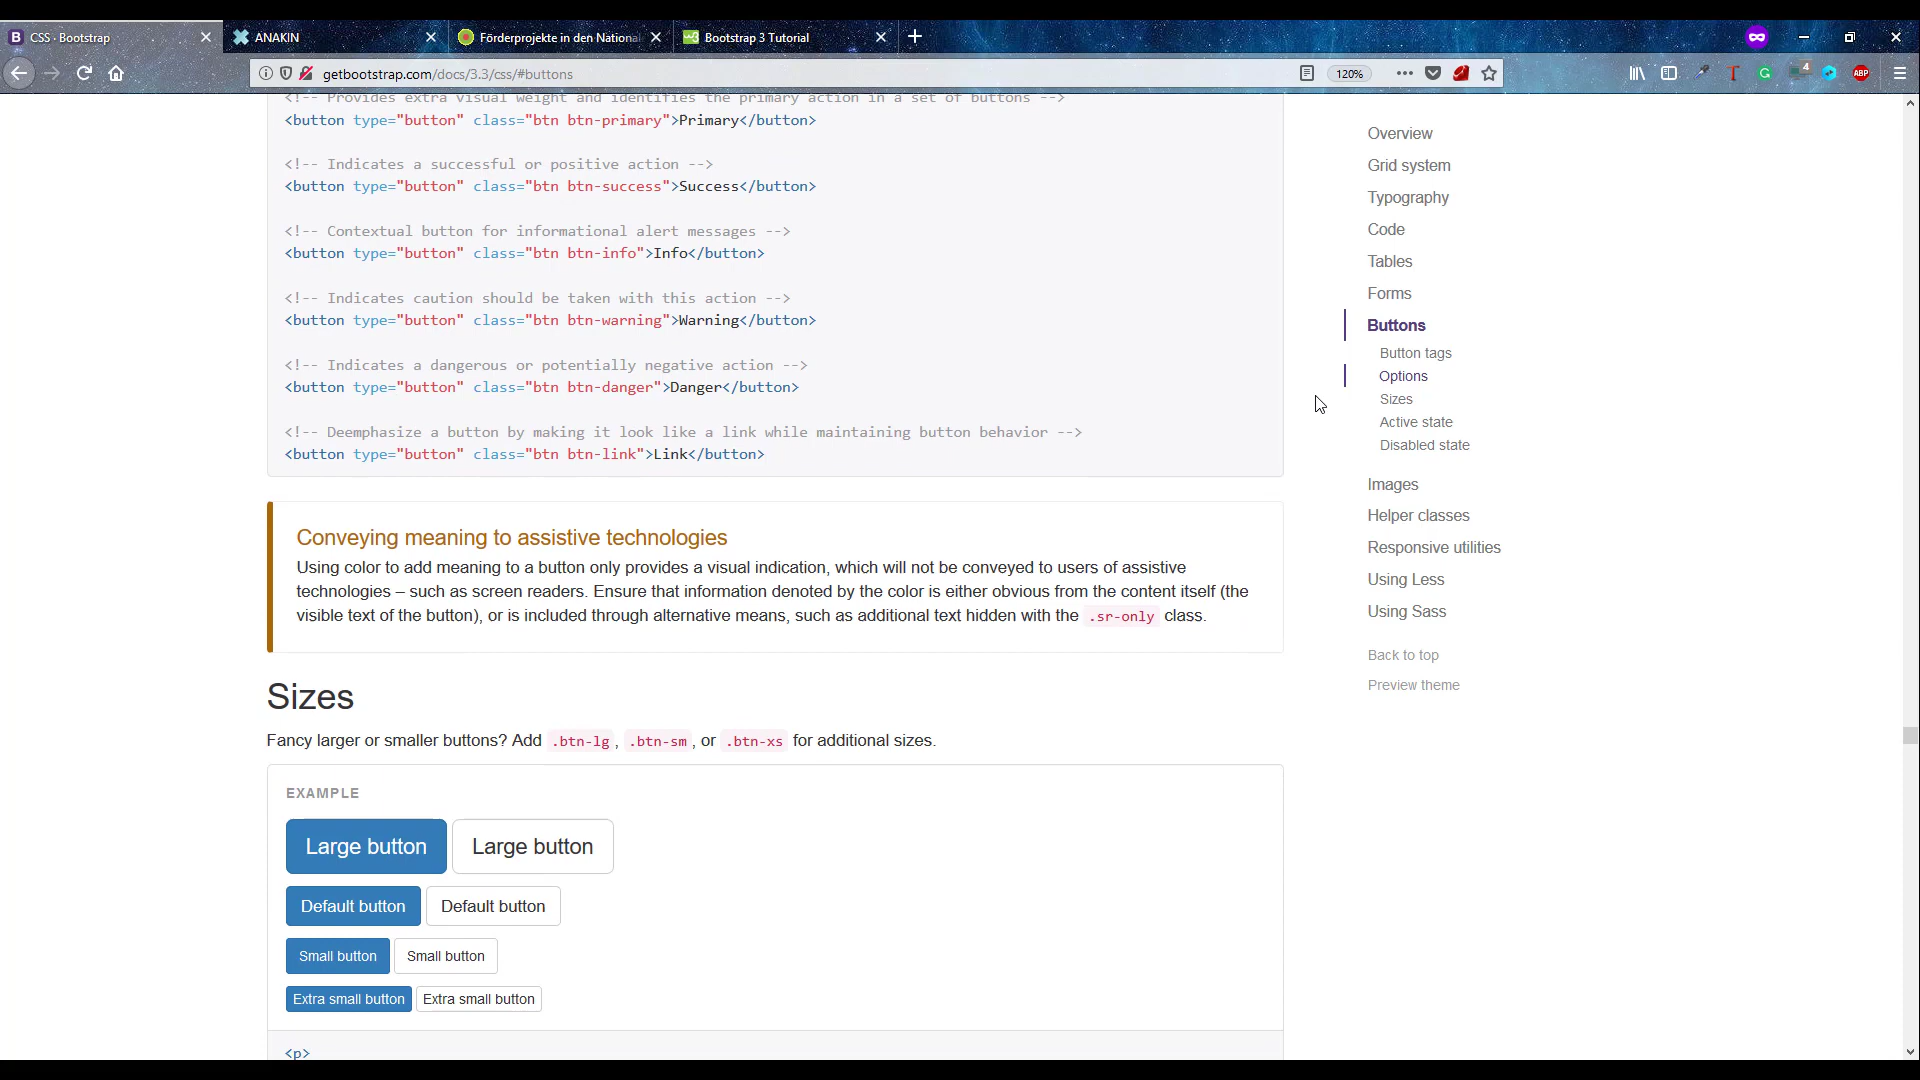 CSS · Bootstrap
ANAKIN
Förderprojekte in den Nationa
Bootstrap 3 Tutorial
getbootstrap.com/docs/3.3/css/#buttons
120%
4
ABP
<!-- Provides extra visual weight and identifies the primary action in a set of buttons -->
<button type="button" class="btn btn-primary">Primary</button>
<!-- Indicates a successful or positive action -->
<button type="button" class="btn btn-success">Success</button>
<!-- Contextual button for informational alert messages -->
<button type="button" class="btn btn-info">Info</button>
<!-- Indicates caution should be taken with this action -->
<button type="button" class="btn btn-warning">Warning</button>
<!-- Indicates a dangerous or potentially negative action -->
<button type="button" class="btn btn-danger">Danger</button>
<!-- Deemphasize a button by making it look like a link while maintaining button behavior -->
<button type="button" class="btn btn-link">Link</button>
Conveying meaning to assistive technologies
Using color to add meaning to a button only provides a visual indication, which will not be conveyed to users of assistive
technologies – such as screen readers. Ensure that information denoted by the color is either obvious from the content itself (the
visible text of the button), or is included through alternative means, such as additional text hidden with the .sr-only class.
Sizes
Fancy larger or smaller buttons? Add .btn-lg, .btn-sm, or .btn-xs for additional sizes.
EXAMPLE
Large button Large button
Default button Default button
Small button Small button
Extra small button Extra small button
<p>
Overview
Grid system
Typography
Code
Tables
Forms
Buttons
Button tags
Options
Sizes
Active state
Disabled state
Images
Helper classes
Responsive utilities
Using Less
Using Sass
Back to top
Preview theme